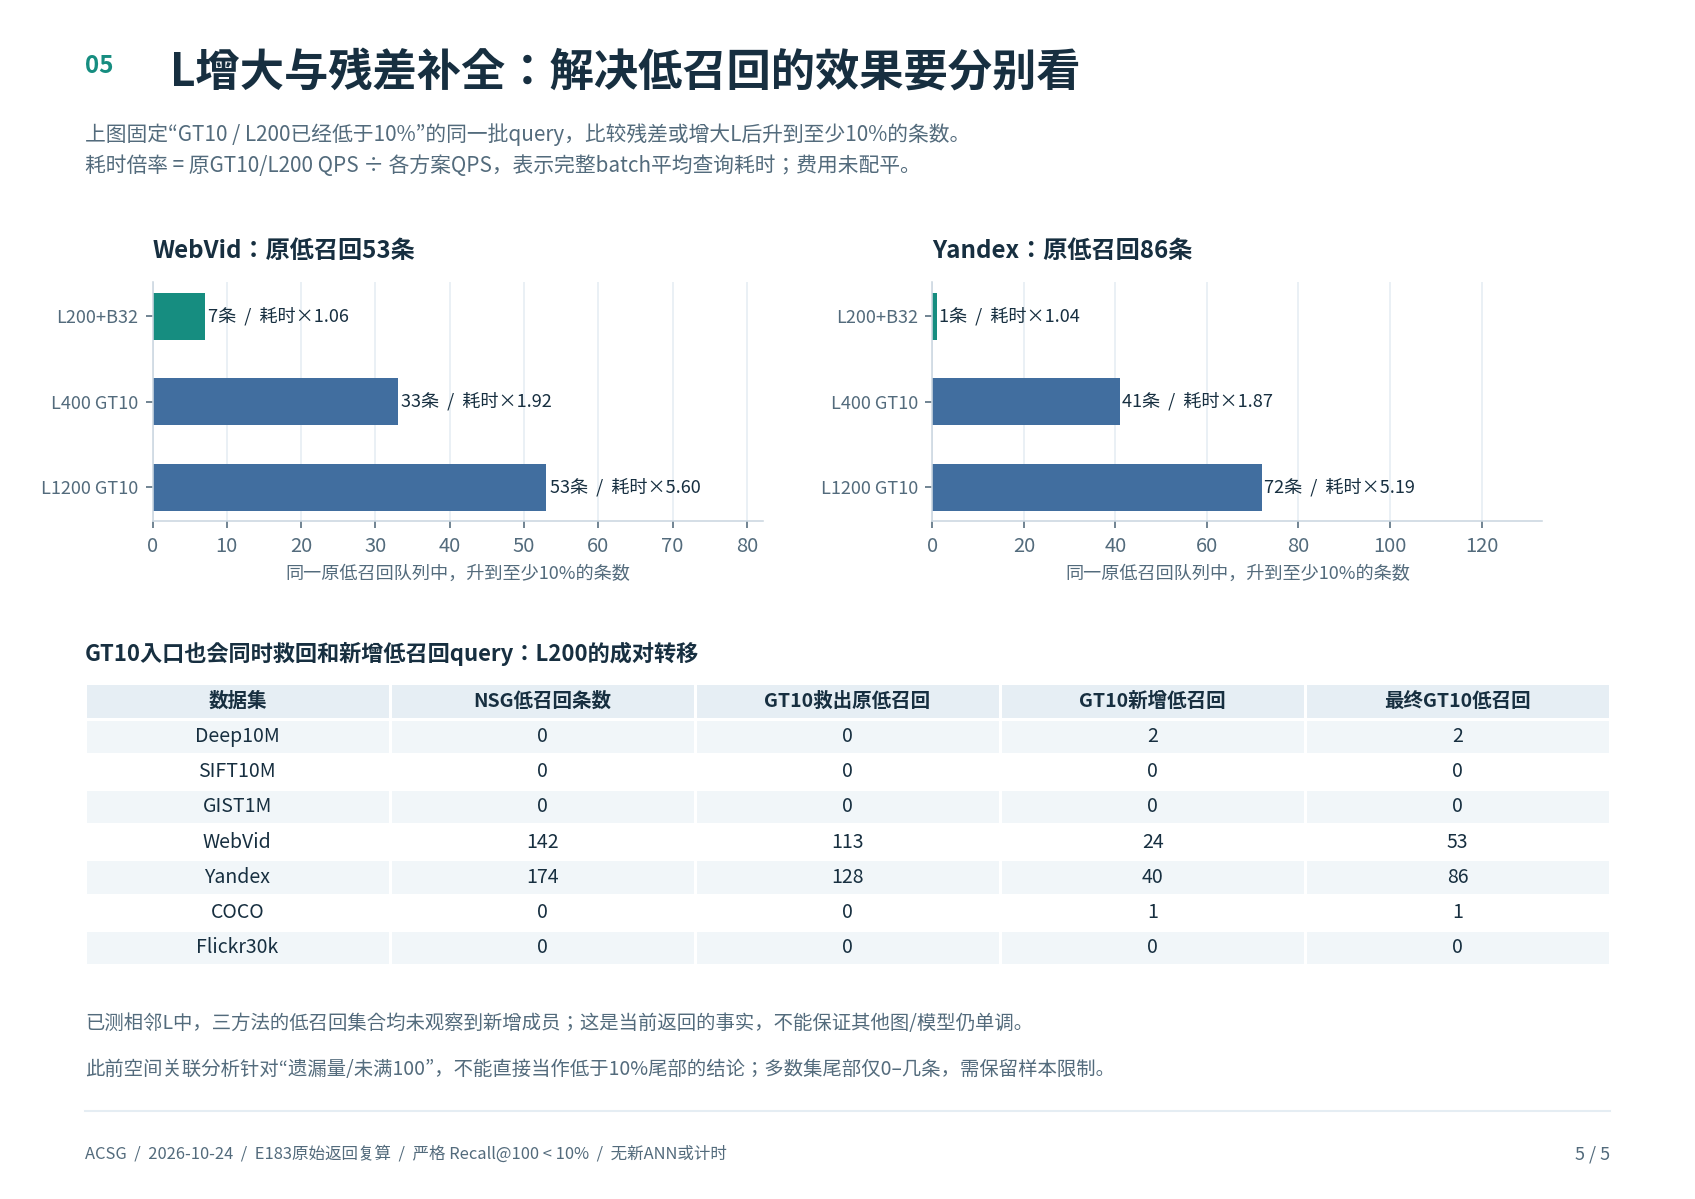 05 L增大与残差补全：解决低召回的效果要分别看
上图固定“GT10 / L200已经低于10%”的同一批query，比较残差或增大L后升到至少10%的条数。
耗时倍率 = 原GT10/L200 QPS ÷ 各方案QPS，表示完整batch平均查询耗时；费用未配平。
WebVid：原低召回53条
L200+B32 7条 / 耗时×1.06
L400 GT10 33条 / 耗时×1.92
L1200 GT10 53条 / 耗时×5.60
0 10 20 30 40 50 60 70 80
同一原低召回队列中，升到至少10%的条数
Yandex：原低召回86条
L200+B32 1条 / 耗时×1.04
L400 GT10 41条 / 耗时×1.87
L1200 GT10 72条 / 耗时×5.19
0 20 40 60 80 100 120
同一原低召回队列中，升到至少10%的条数
GT10入口也会同时救回和新增低召回query：L200的成对转移
数据集 NSG低召回条数 GT10救出原低召回 GT10新增低召回 最终GT10低召回
Deep10M 0 0 2 2
SIFT10M 0 0 0 0
GIST1M 0 0 0 0
WebVid 142 113 24 53
Yandex 174 128 40 86
COCO 0 0 1 1
Flickr30k 0 0 0 0
已测相邻L中，三方法的低召回集合均未观察到新增成员；这是当前返回的事实，不能保证其他图/模型仍单调。
此前空间关联分析针对“遗漏量/未满100”，不能直接当作低于10%尾部的结论；多数集尾部仅0–几条，需保留样本限制。
ACSG / 2026-10-24 / E183原始返回复算 / 严格 Recall@100 < 10% / 无新ANN或计时
5 / 5